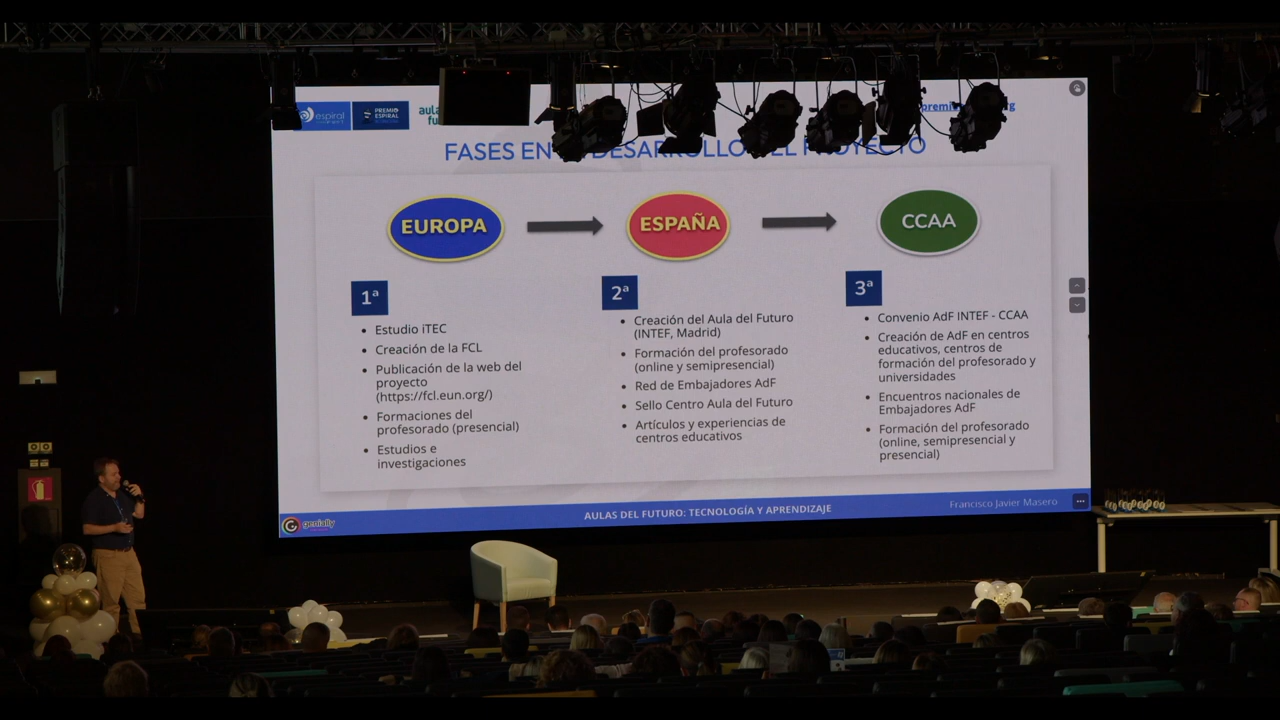 espiral
PREMIO
ESPIRAL
aula
fu
premi
rg
FASES EN DESARROLLO EL PROYECTO
EUROPA
ESPAÑA
CCAA
1ª
• Estudio iTEC
• Creación de la FCL
• Publicación de la web del
proyecto
(https://fcl.eun.org/)
• Formaciones del
profesorado (presencial)
• Estudios e
investigaciones
2ª
• Creación del Aula del Futuro
(INTEF, Madrid)
• Formación del profesorado
(online y semipresencial)
• Red de Embajadores AdF
• Sello Centro Aula del Futuro
• Artículos y experiencias de
centros educativos
3ª
• Convenio AdF INTEF - CCAA
• Creación de AdF en centros
educativos, centros de
formación del profesorado y
universidades
• Encuentros nacionales de
Embajadores AdF
• Formación del profesorado
(online, semipresencial y
presencial)
genially
AULAS DEL FUTURO: TECNOLOGÍA Y APRENDIZAJE
Francisco Javier Masero